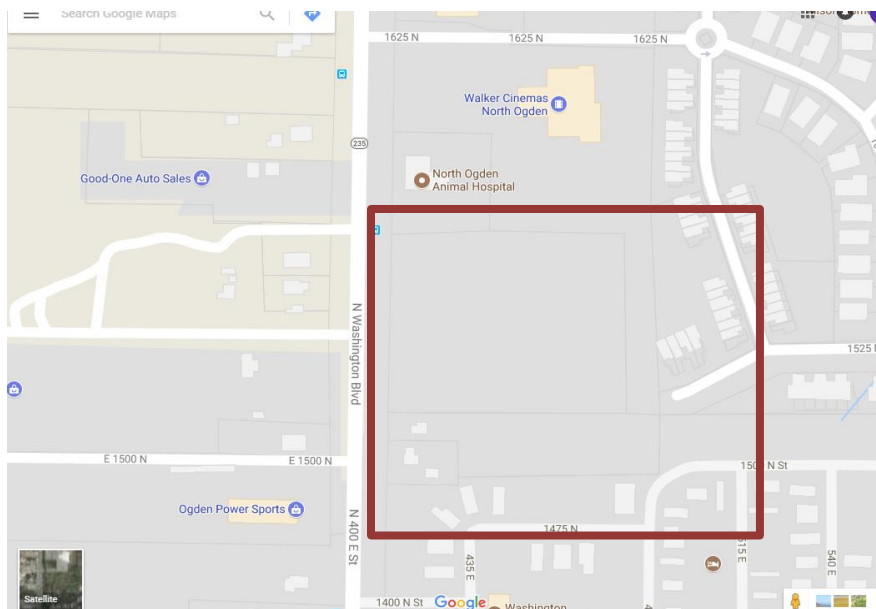 Search Google Maps
1625 N
1625 N
1625 N
Walker Cinemas
North Ogden
235
North Ogden
Animal Hospital
Good-One Auto Sales
N Washington Blvd
1525
E 1500 N
E 1500 N
1500 N St
Ogden Power Sports
N 400 E St
1475 N
435 E
515 E
540 E
Satellite
1400 N St
Google
Washington